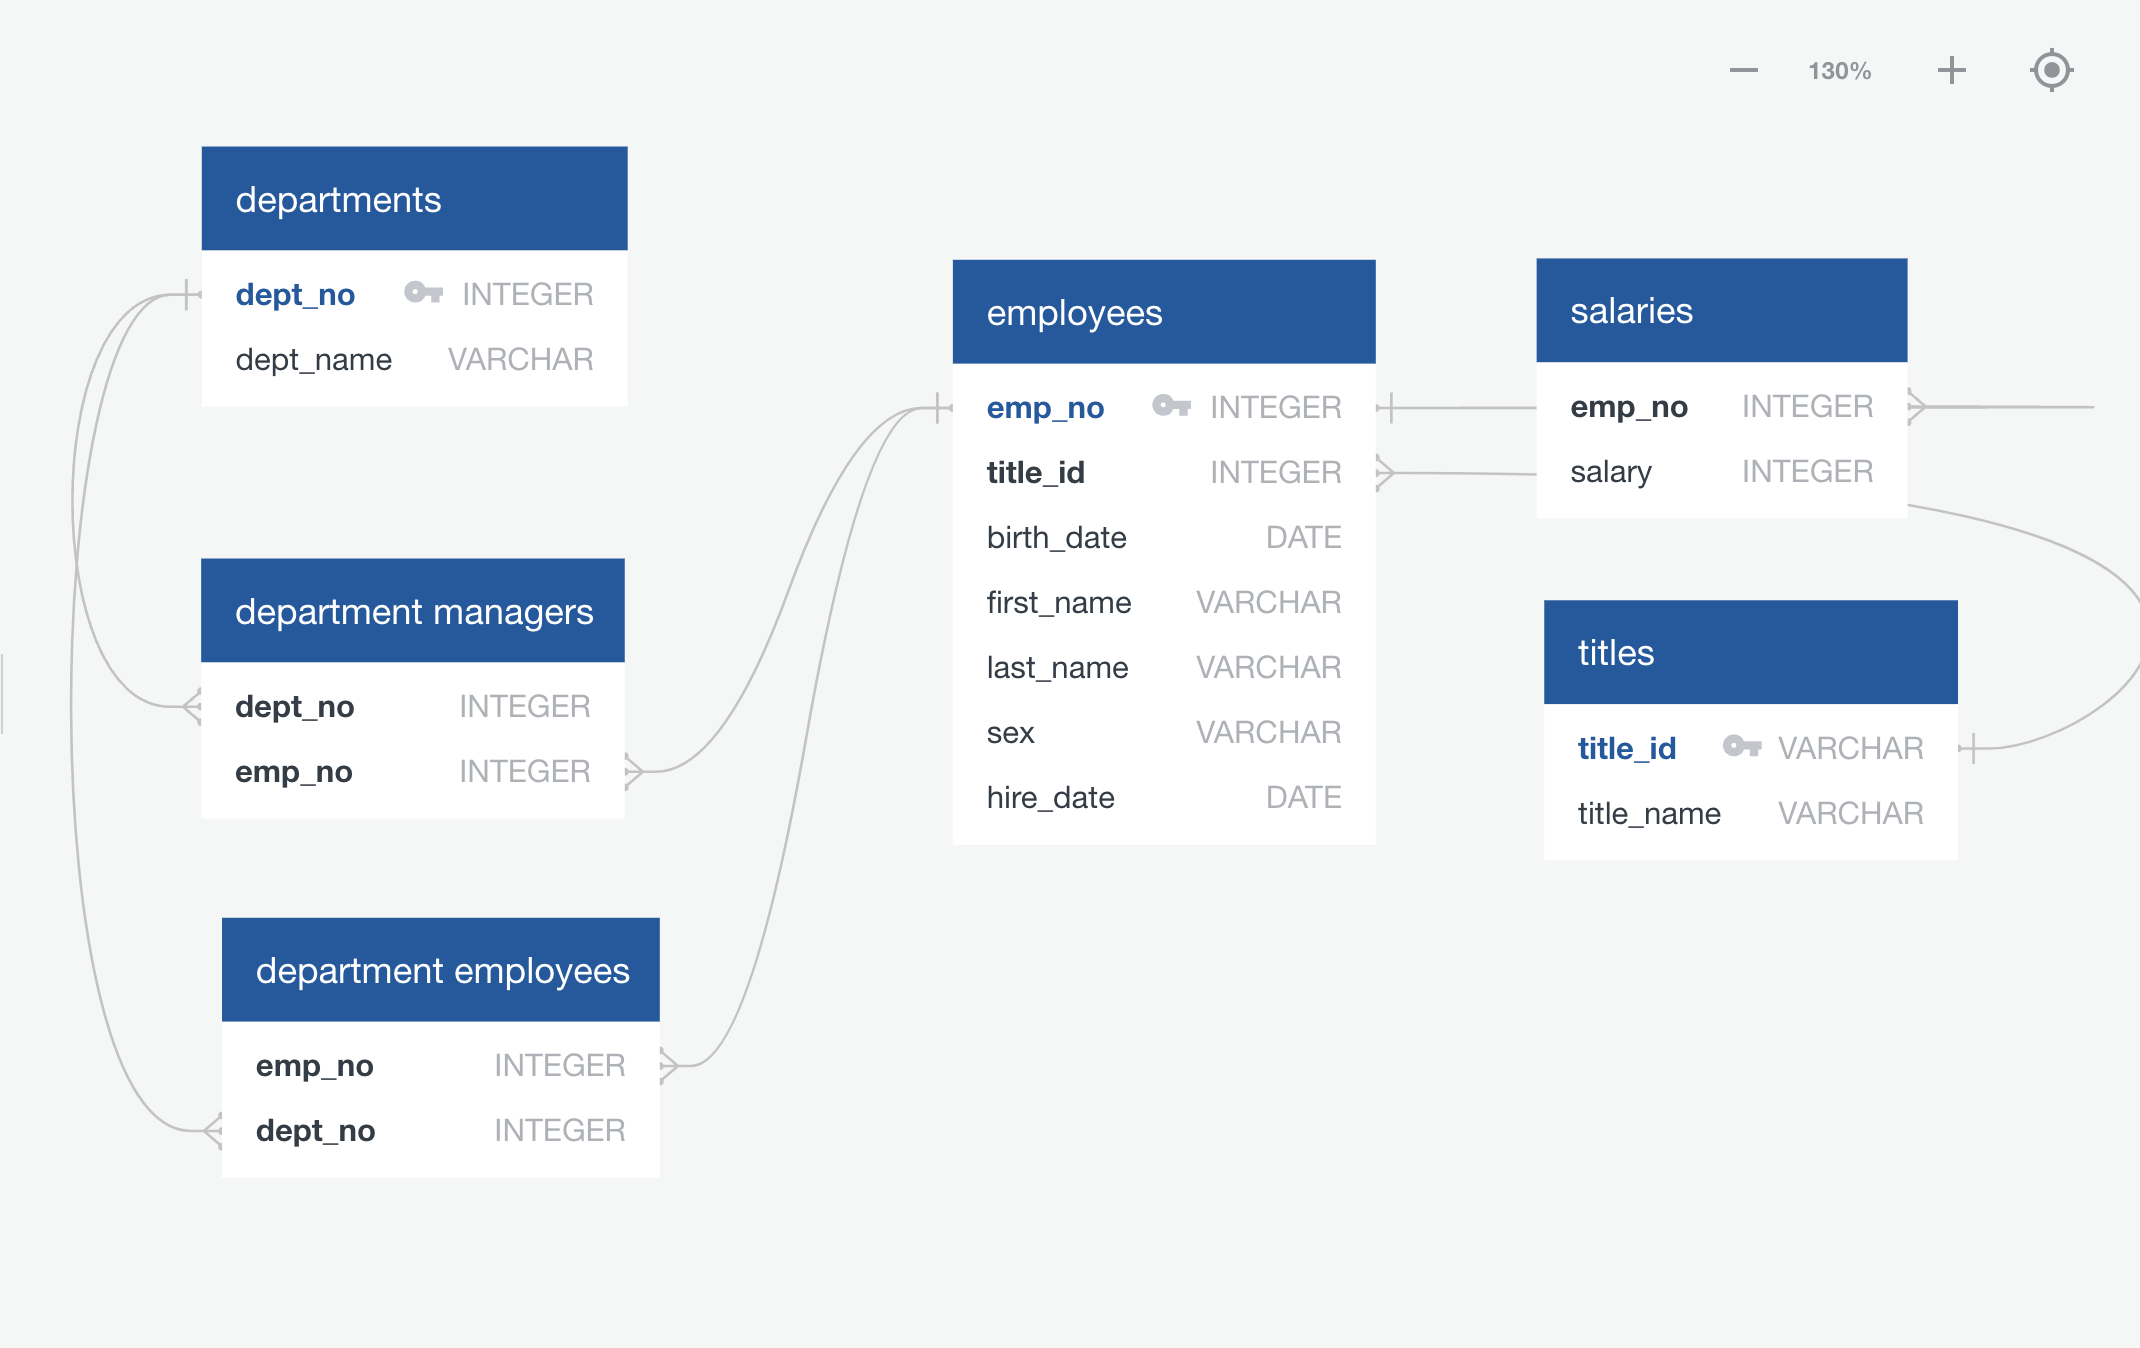 130%
departments
dept_no INTEGER
dept_name VARCHAR
department managers
dept_no INTEGER
emp_no INTEGER
department employees
emp_no INTEGER
dept_no INTEGER
employees
emp_no INTEGER
title_id INTEGER
birth_date DATE
first_name VARCHAR
last_name VARCHAR
sex VARCHAR
hire_date DATE
salaries
emp_no INTEGER
salary INTEGER
titles
title_id VARCHAR
title_name VARCHAR